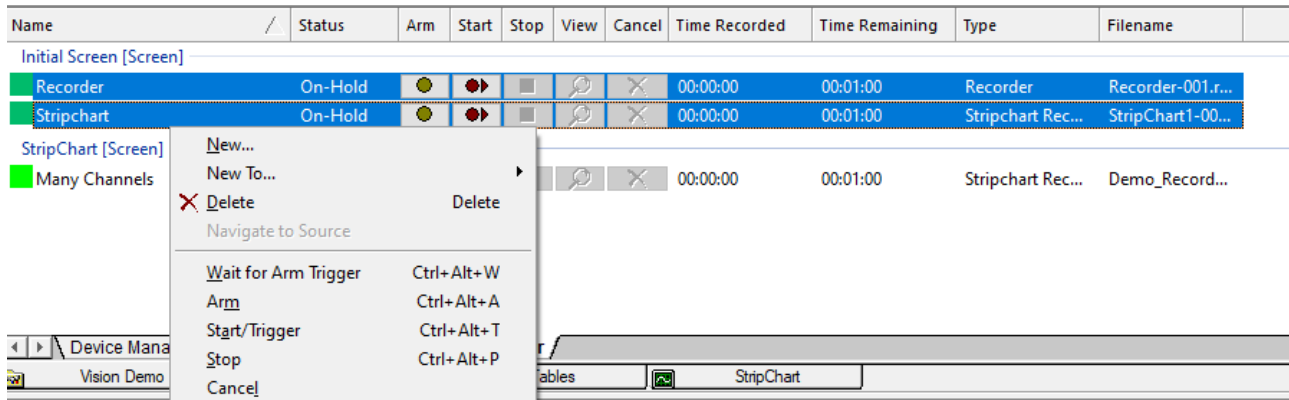 Name Status Arm Start Stop View Cancel Time Recorded Time Remaining Type Filename
Initial Screen [Screen]
Recorder On-Hold 00:00:00 00:01:00 Recorder Recorder-001.r...
Stripchart On-Hold 00:00:00 00:01:00 Stripchart Rec... StripChart1-00...
StripChart [Screen]
Many Channels 00:00:00 00:01:00 Stripchart Rec... Demo_Record...
New...
New To...
Delete Delete
Navigate to Source
Wait for Arm Trigger Ctrl+Alt+W
Arm Ctrl+Alt+A
Start/Trigger Ctrl+Alt+T
Stop Ctrl+Alt+P
Cancel
Device Mana r
Vision Demo ables StripChart